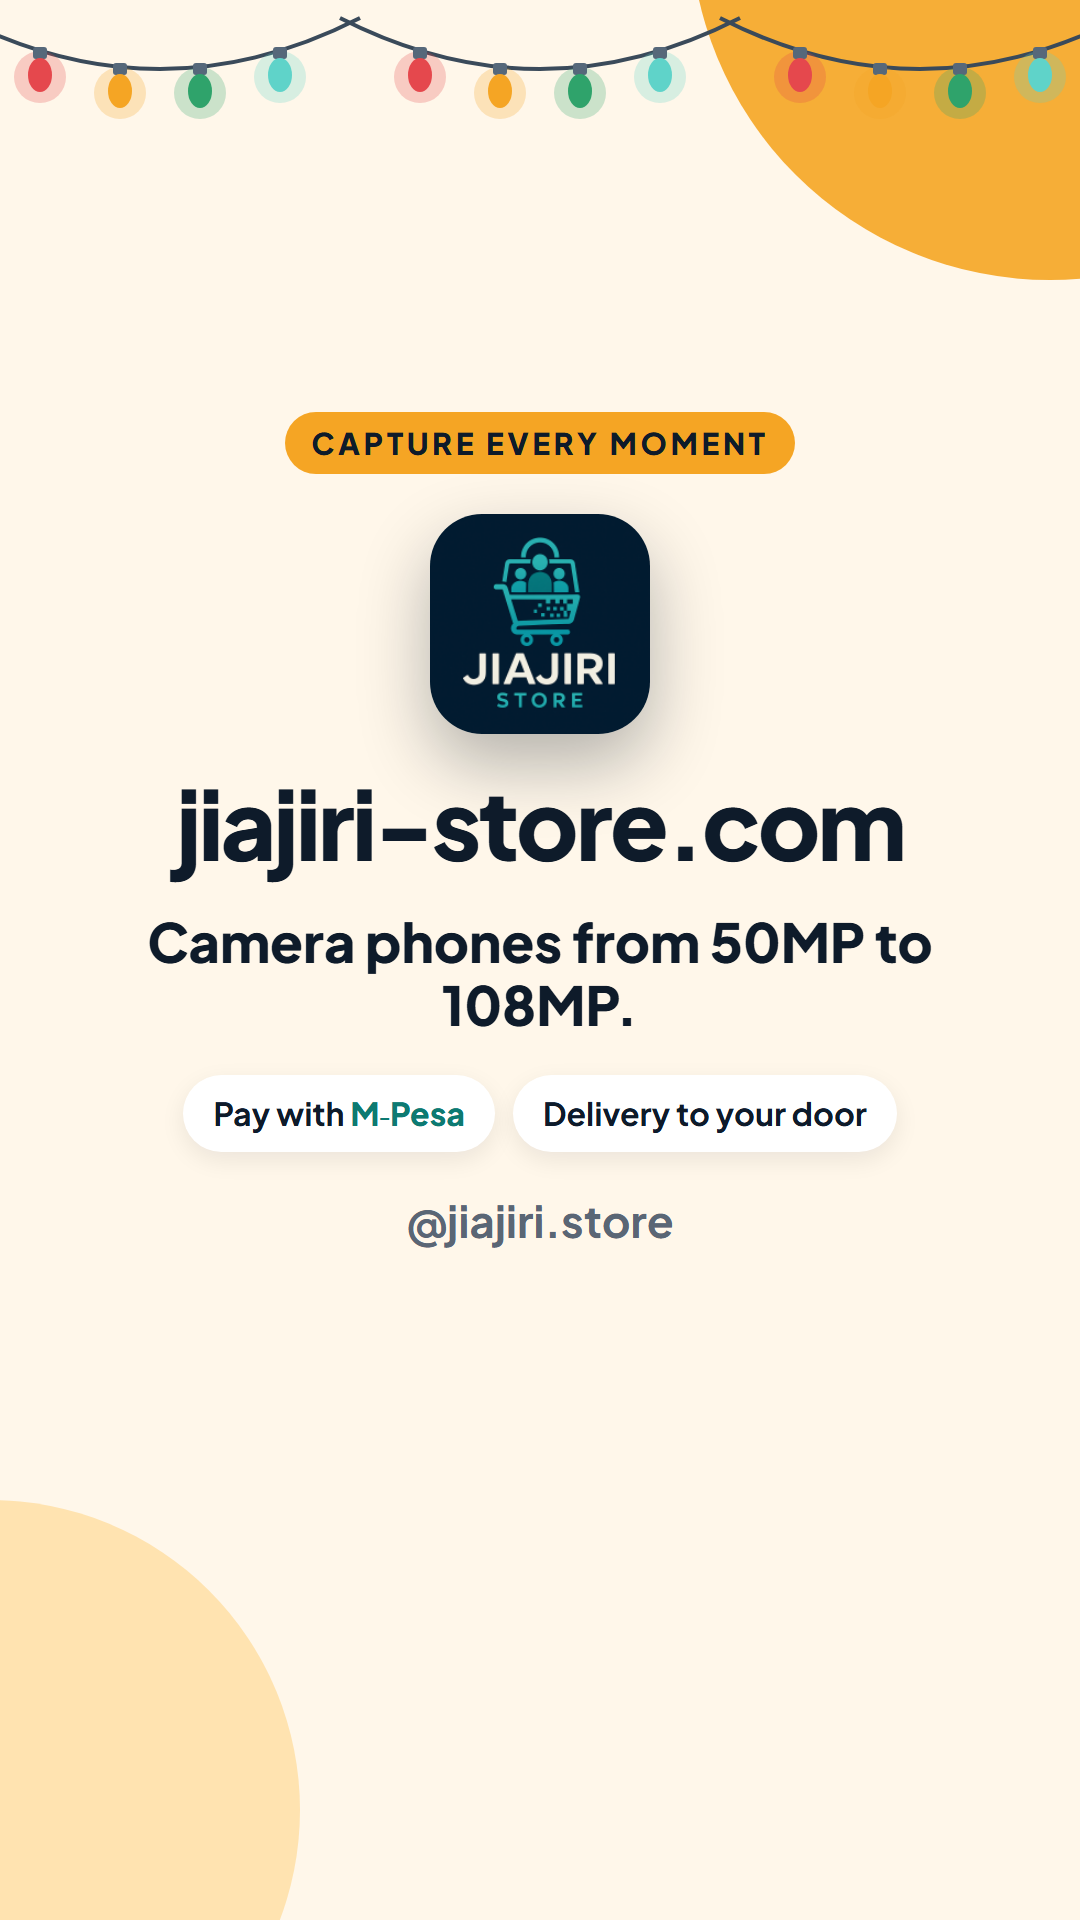 CAPTURE EVERY MOMENT
JIAJIRI
STORE
jiajiri-store.com
Camera phones from 50MP to
108MP.
Pay with M-Pesa
Delivery to your door
@jiajiri.store